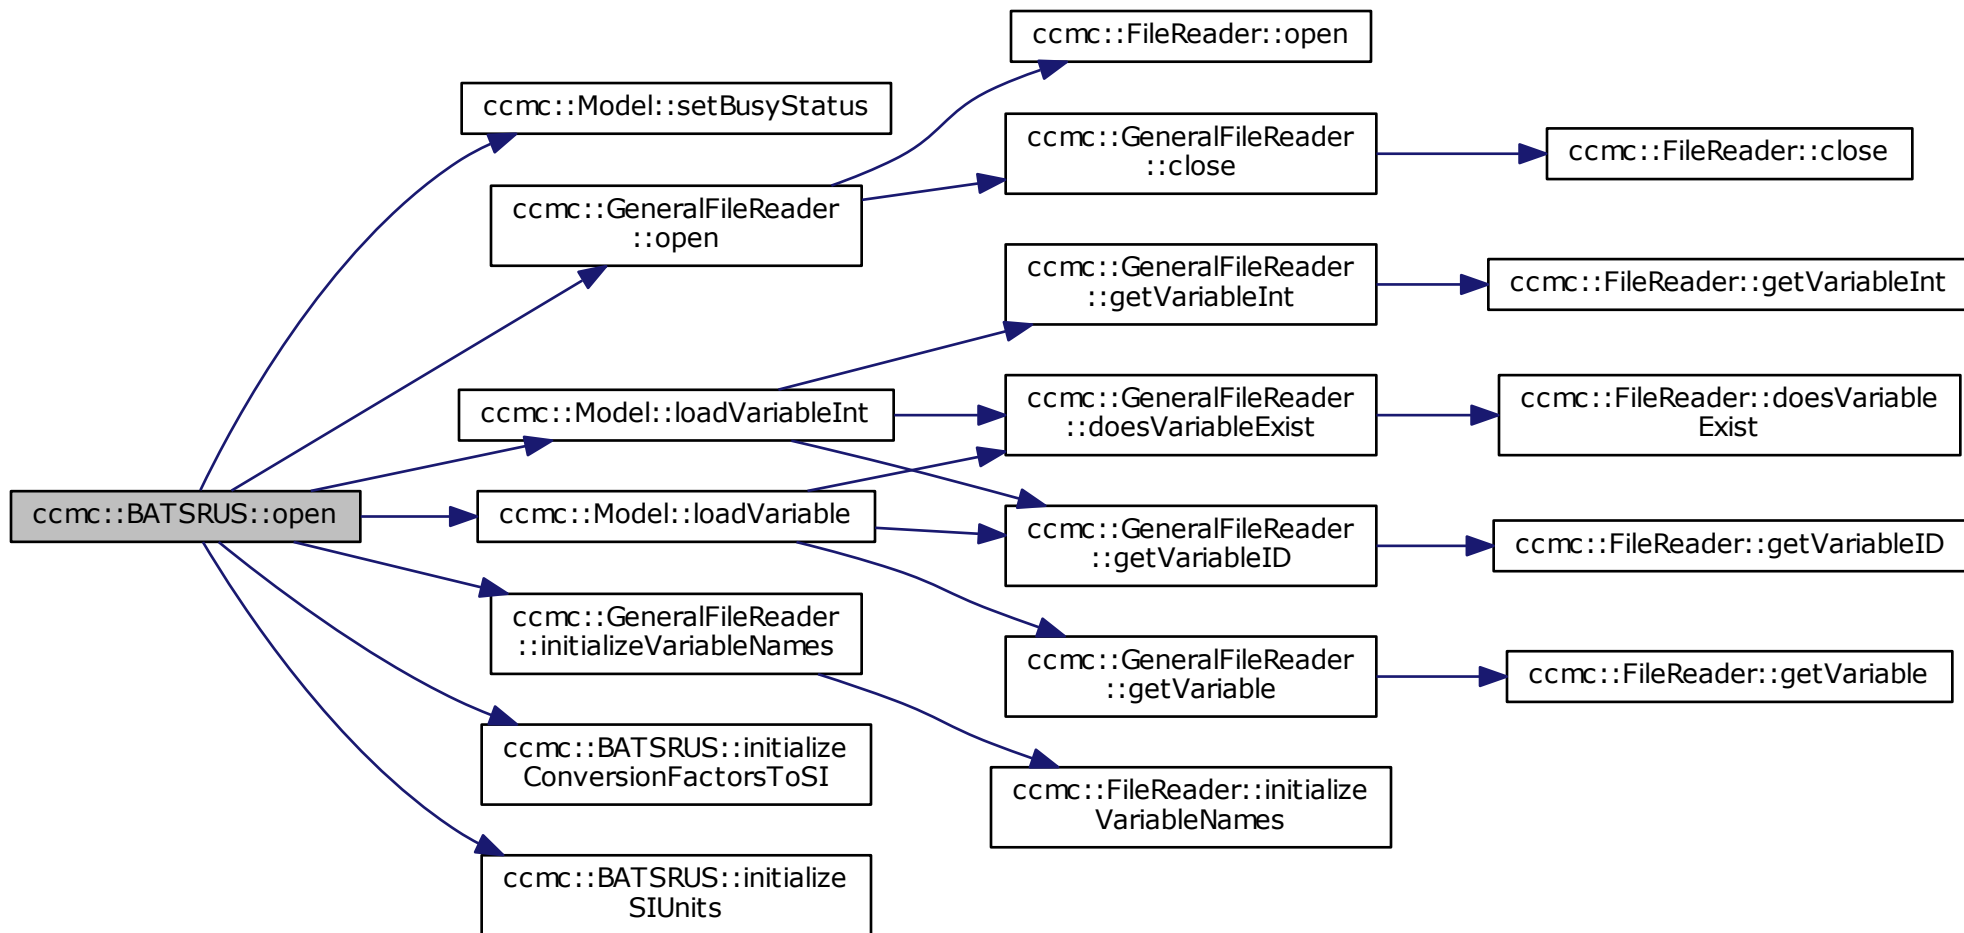 ccmc::BATSRUS::open
ccmc::Model::setBusyStatus
ccmc::GeneralFileReader
::open
ccmc::Model::loadVariableInt
ccmc::Model::loadVariable
ccmc::GeneralFileReader
::initializeVariableNames
ccmc::BATSRUS::initialize
ConversionFactorsToSI
ccmc::BATSRUS::initialize
SIUnits
ccmc::FileReader::open
ccmc::GeneralFileReader
::close
ccmc::GeneralFileReader
::getVariableInt
ccmc::GeneralFileReader
::doesVariableExist
ccmc::GeneralFileReader
::getVariableID
ccmc::GeneralFileReader
::getVariable
ccmc::FileReader::initialize
VariableNames
ccmc::FileReader::close
ccmc::FileReader::getVariableInt
ccmc::FileReader::doesVariable
Exist
ccmc::FileReader::getVariableID
ccmc::FileReader::getVariable